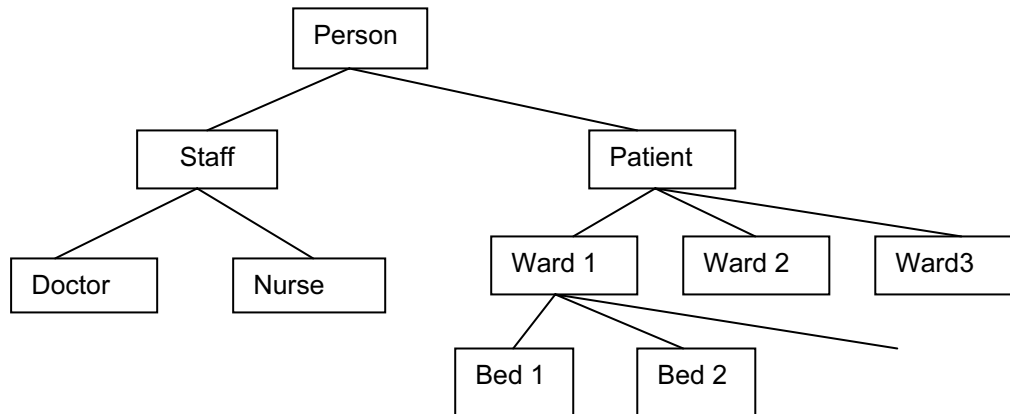 Person
Staff
Patient
Ward 1
Ward 2
Ward3
Doctor
Nurse
Bed 1
Bed 2